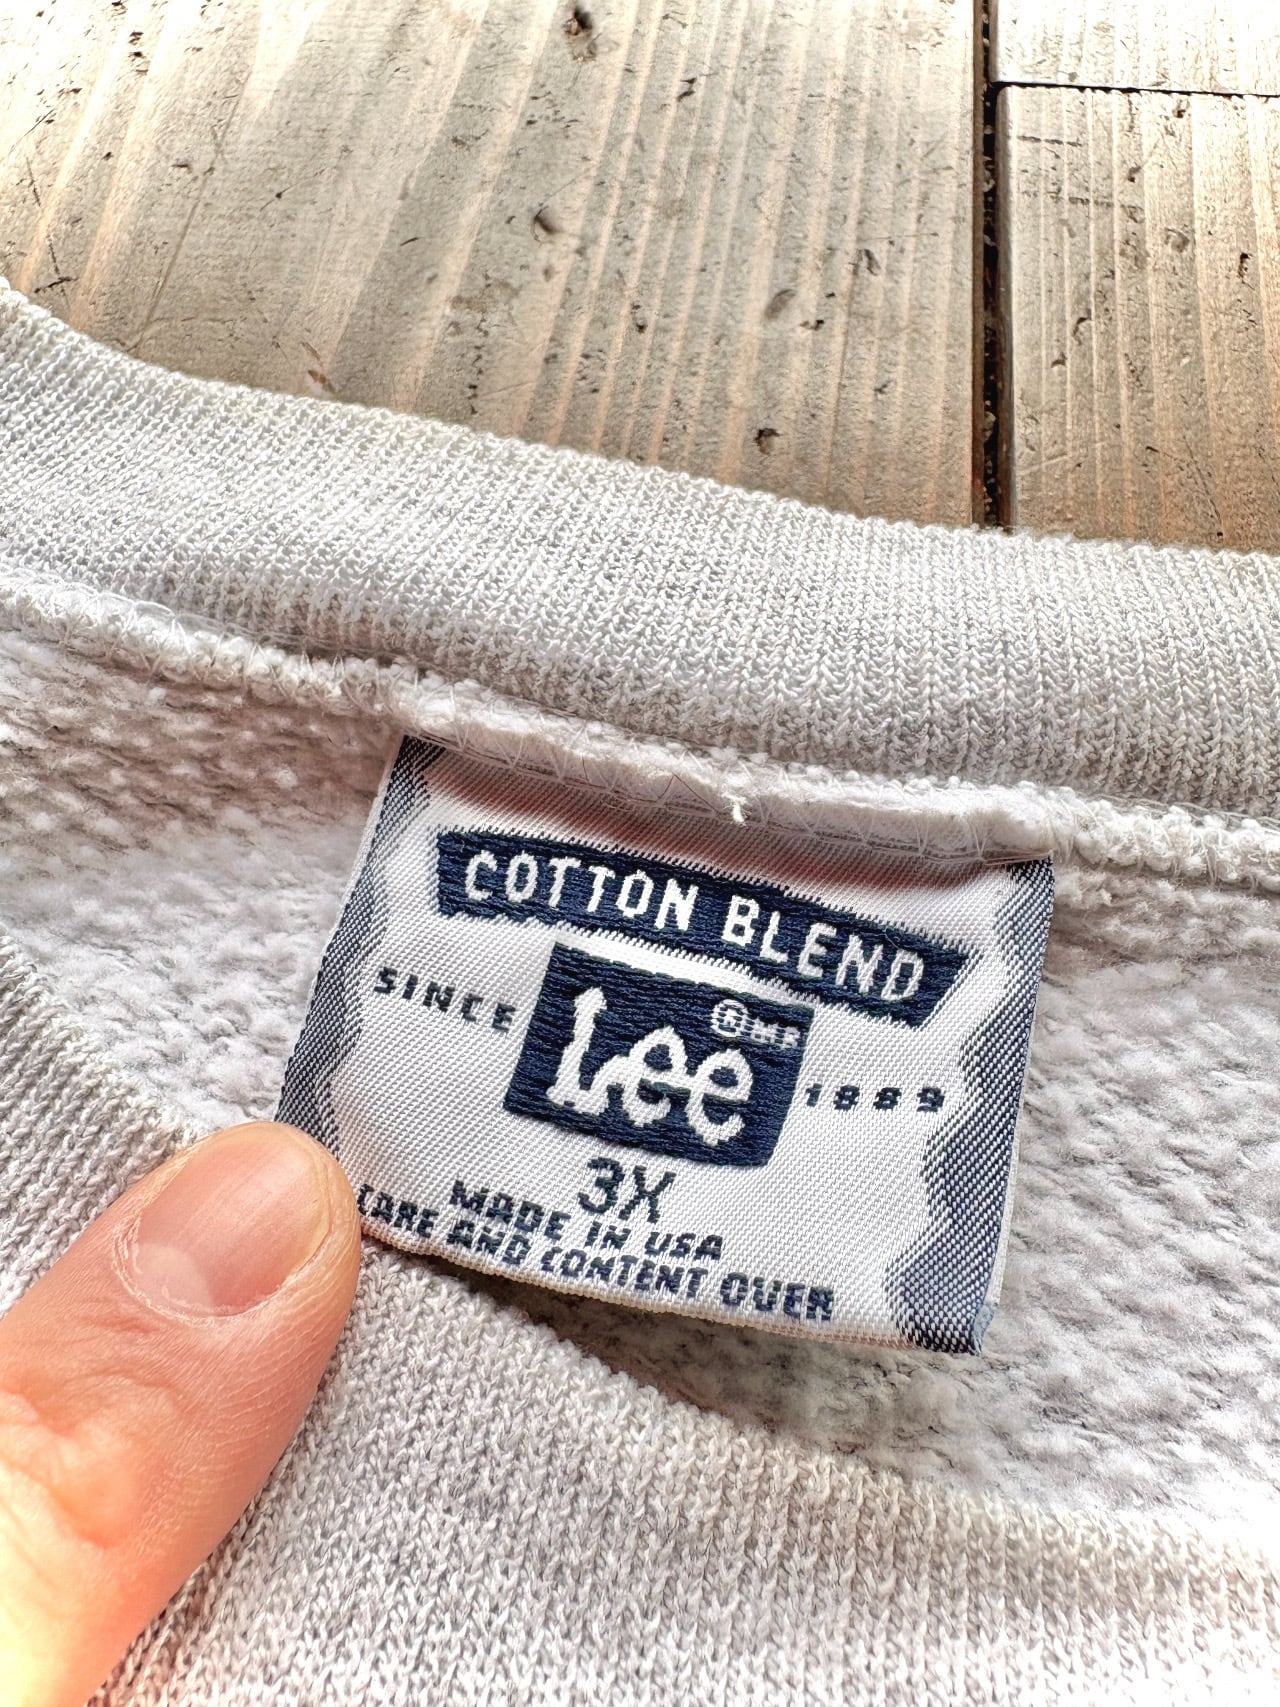 COTTON BLEND
SINCE Lee ® MR 1889
3X
MADE IN USA
CARE AND CONTENT OVER